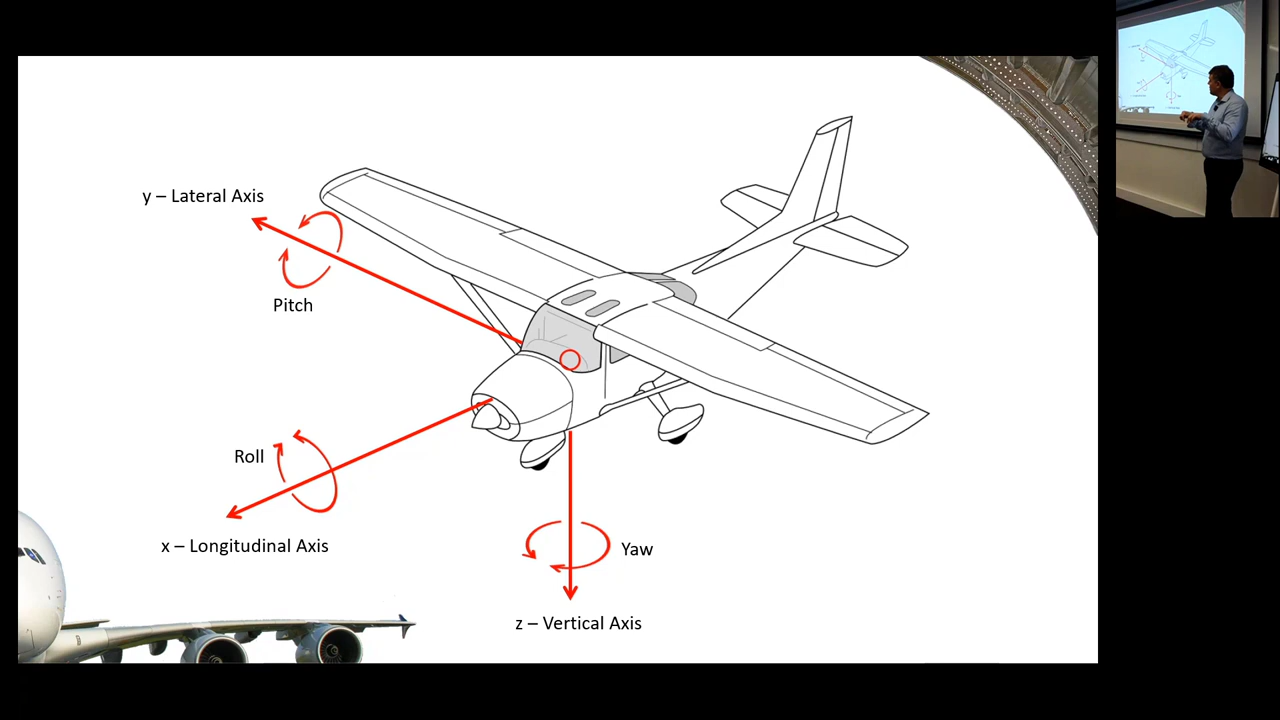 y – Lateral Axis
Pitch
Roll
x – Longitudinal Axis
Yaw
z – Vertical Axis